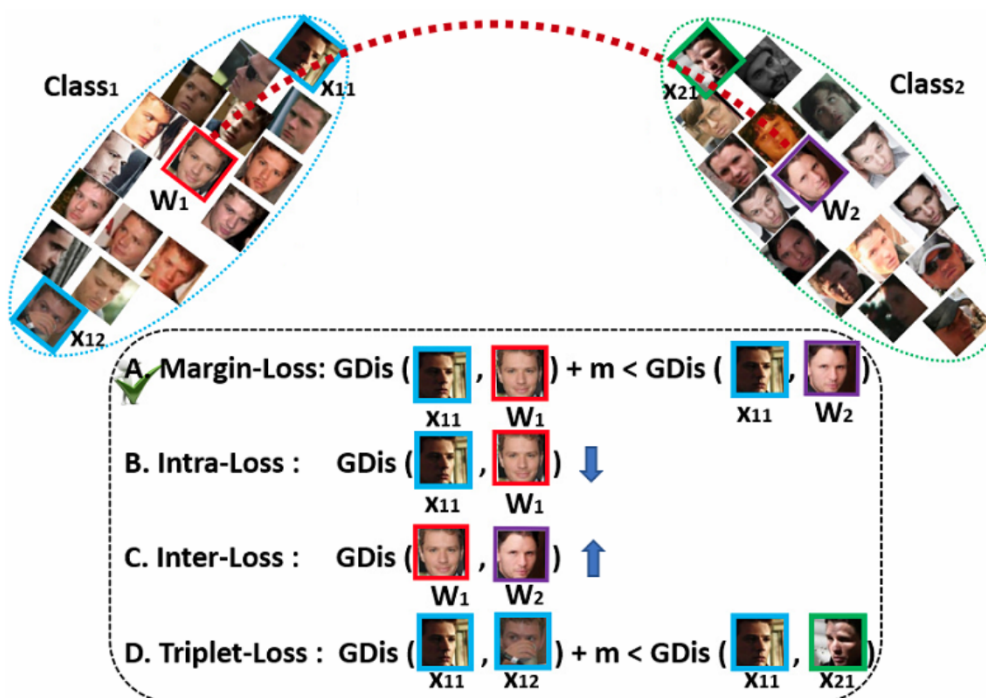 Class₁
x₁₁
W₁
x₁₂
x₂₁
Class₂
W₂
A. Margin-Loss: GDis ( , ) + m < GDis ( , )
x₁₁ W₁ x₁₁ W₂
B. Intra-Loss : GDis ( , )
x₁₁ W₁
C. Inter-Loss : GDis ( , )
W₁ W₂
D. Triplet-Loss : GDis ( , ) + m < GDis ( , )
x₁₁ x₁₂ x₁₁ x₂₁